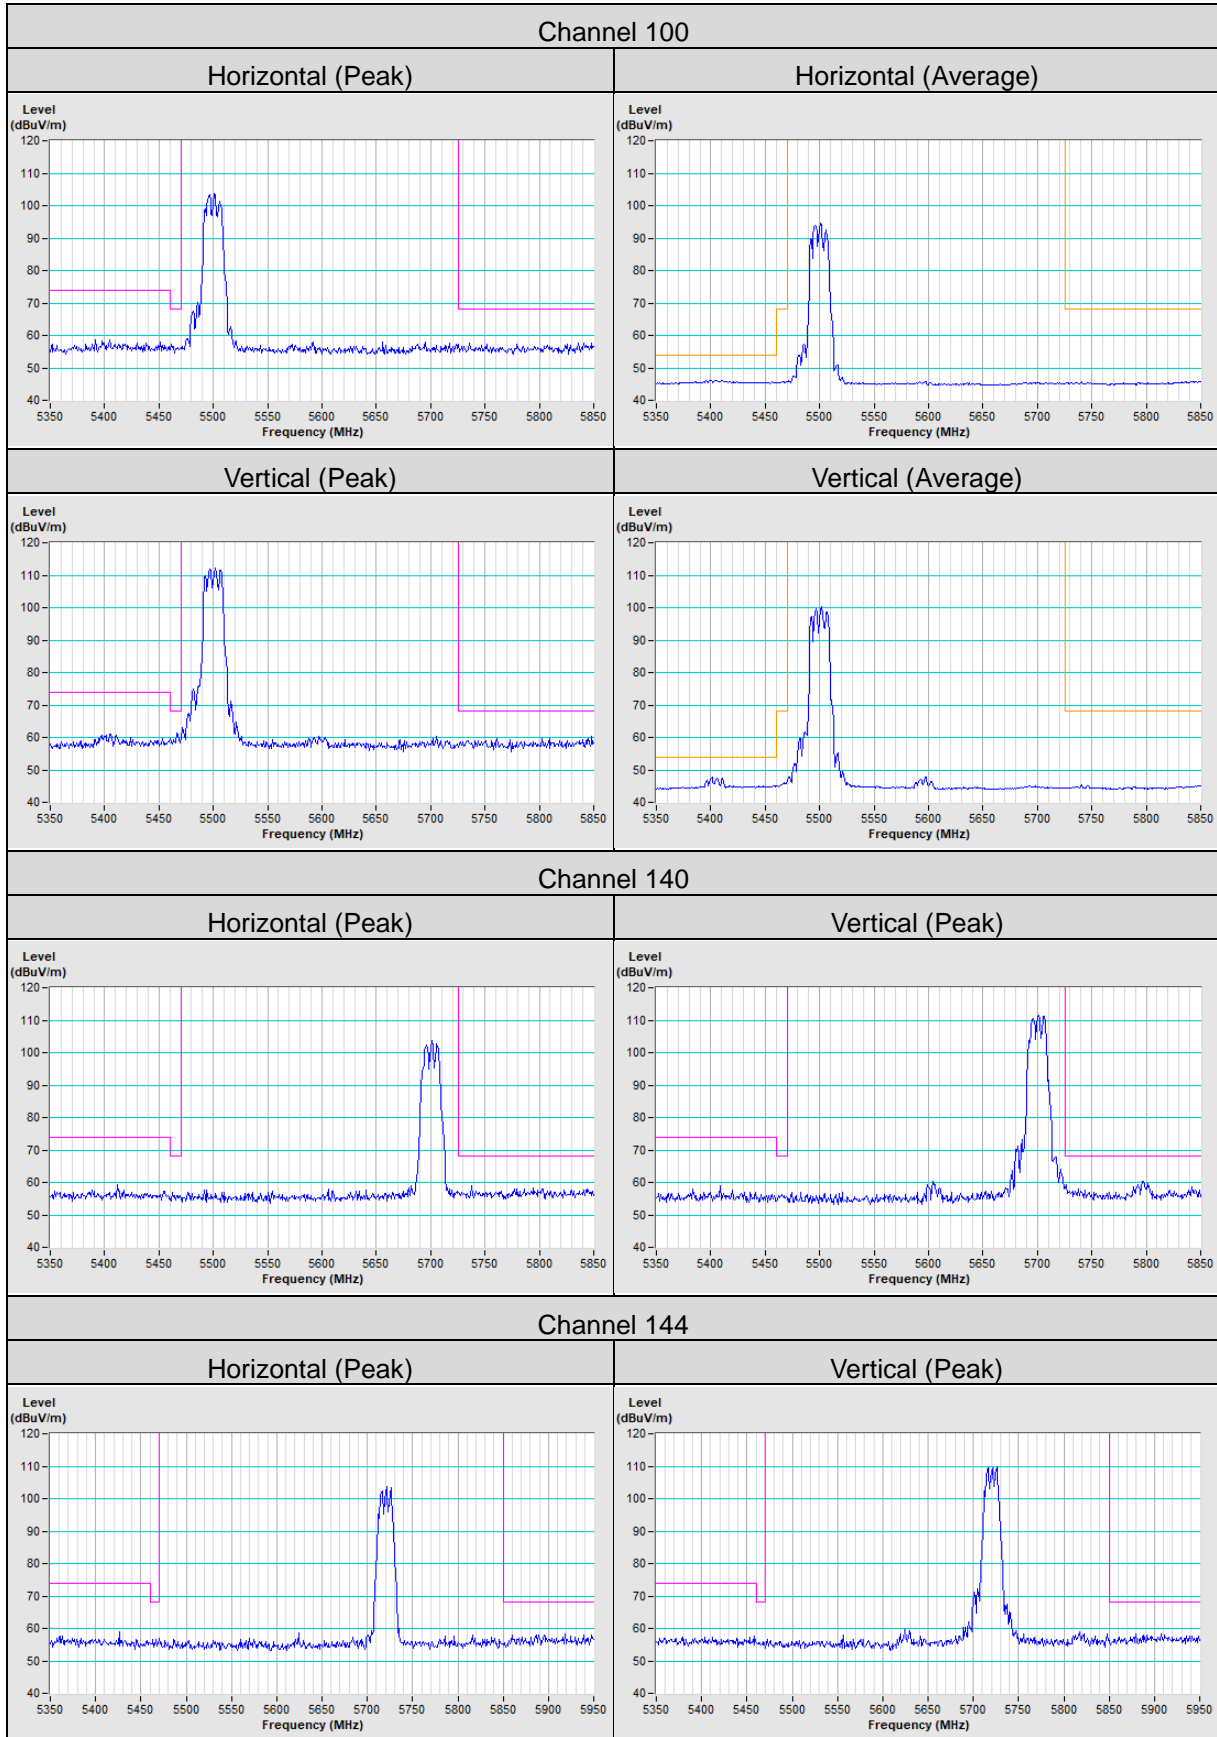 Channel 100
Horizontal (Peak)
Horizontal (Average)
Level
(dBuV/m)
120
110
100
90
80
70
60
50
40
5350 5400 5450 5500 5550 5600 5650 5700 5750 5800 5850
Frequency (MHz)
Level
(dBuV/m)
120
110
100
90
80
70
60
50
40
5350 5400 5450 5500 5550 5600 5650 5700 5750 5800 5850
Frequency (MHz)
Vertical (Peak)
Vertical (Average)
Level
(dBuV/m)
120
110
100
90
80
70
60
50
40
5350 5400 5450 5500 5550 5600 5650 5700 5750 5800 5850
Frequency (MHz)
Level
(dBuV/m)
120
110
100
90
80
70
60
50
40
5350 5400 5450 5500 5550 5600 5650 5700 5750 5800 5850
Frequency (MHz)
Channel 140
Horizontal (Peak)
Vertical (Peak)
Level
(dBuV/m)
120
110
100
90
80
70
60
50
40
5350 5400 5450 5500 5550 5600 5650 5700 5750 5800 5850
Frequency (MHz)
Level
(dBuV/m)
120
110
100
90
80
70
60
50
40
5350 5400 5450 5500 5550 5600 5650 5700 5750 5800 5850
Frequency (MHz)
Channel 144
Horizontal (Peak)
Vertical (Peak)
Level
(dBuV/m)
120
110
100
90
80
70
60
50
40
5350 5400 5450 5500 5550 5600 5650 5700 5750 5800 5850 5900 5950
Frequency (MHz)
Level
(dBuV/m)
120
110
100
90
80
70
60
50
40
5350 5400 5450 5500 5550 5600 5650 5700 5750 5800 5850 5900 5950
Frequency (MHz)